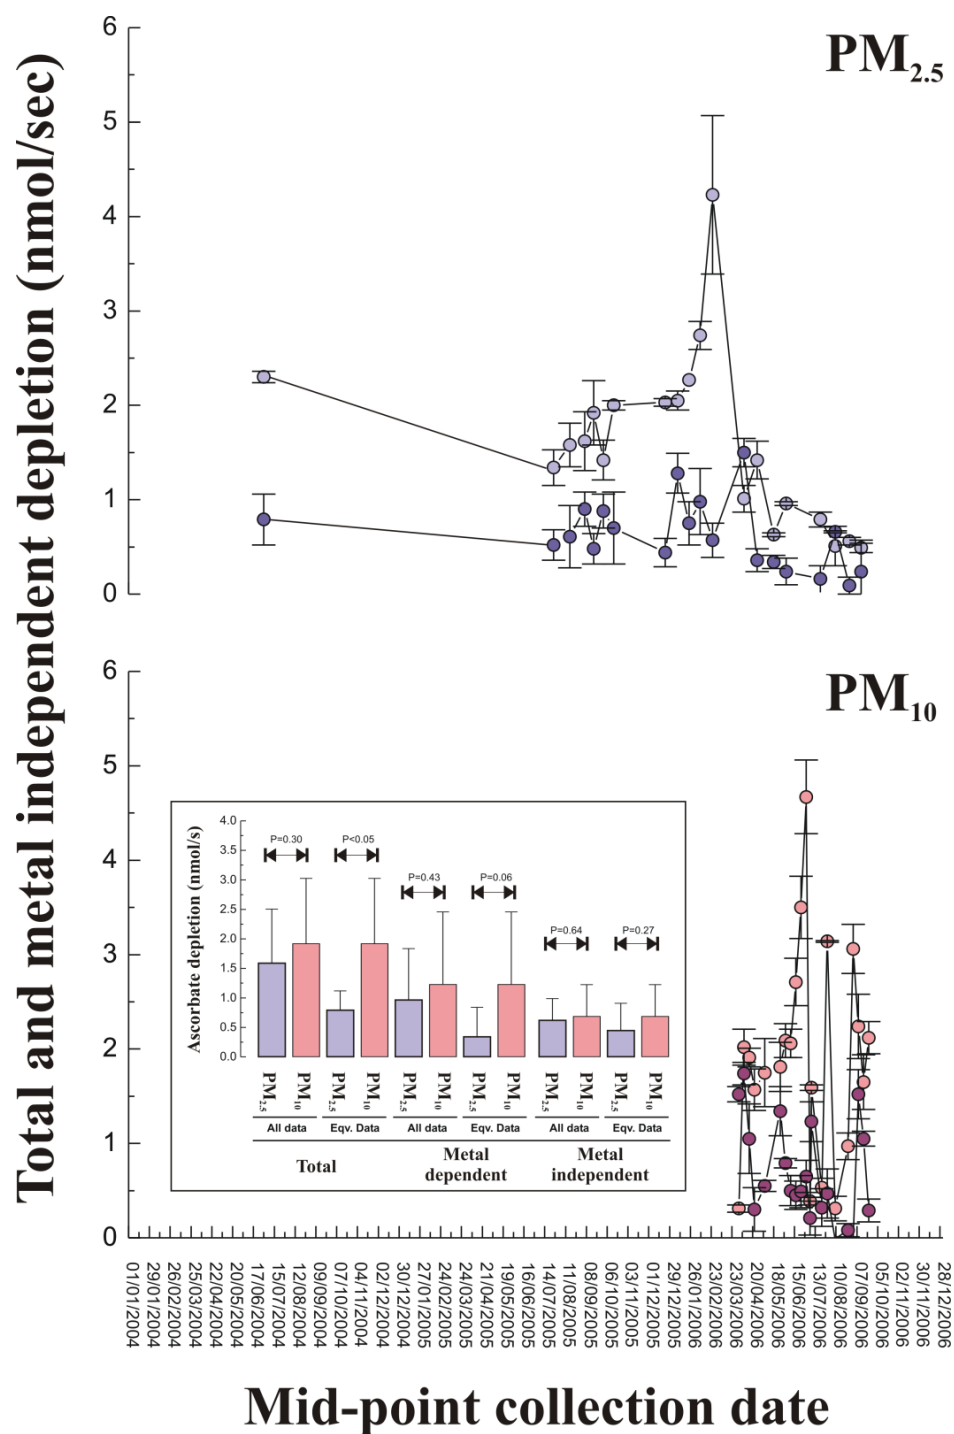 Total and metal independent depletion (nmol/sec)
PM2.5
6
5
4
3
2
1
0
PM10
6
5
4
3
2
1
0
Ascorbate depletion (nmol/s)
4.0
3.5
3.0
2.5
2.0
1.5
1.0
0.5
0.0
P=0.30
P<0.05
P=0.43
P=0.06
P=0.64
P=0.27
PM2.5
PM10
PM2.5
PM10
PM2.5
PM10
PM2.5
PM10
PM2.5
PM10
PM2.5
PM10
All data
Eqv. Data
All data
Eqv. Data
All data
Eqv. Data
Total
Metal
dependent
Metal
independent
01/01/2004
29/01/2004
26/02/2004
25/03/2004
22/04/2004
20/05/2004
17/06/2004
15/07/2004
12/08/2004
09/09/2004
07/10/2004
04/11/2004
02/12/2004
30/12/2004
27/01/2005
24/02/2005
24/03/2005
21/04/2005
19/05/2005
16/06/2005
14/07/2005
11/08/2005
08/09/2005
06/10/2005
03/11/2005
01/12/2005
29/12/2005
26/01/2006
23/02/2006
23/03/2006
20/04/2006
18/05/2006
15/06/2006
13/07/2006
10/08/2006
07/09/2006
05/10/2006
02/11/2006
30/11/2006
28/12/2006
Mid-point collection date